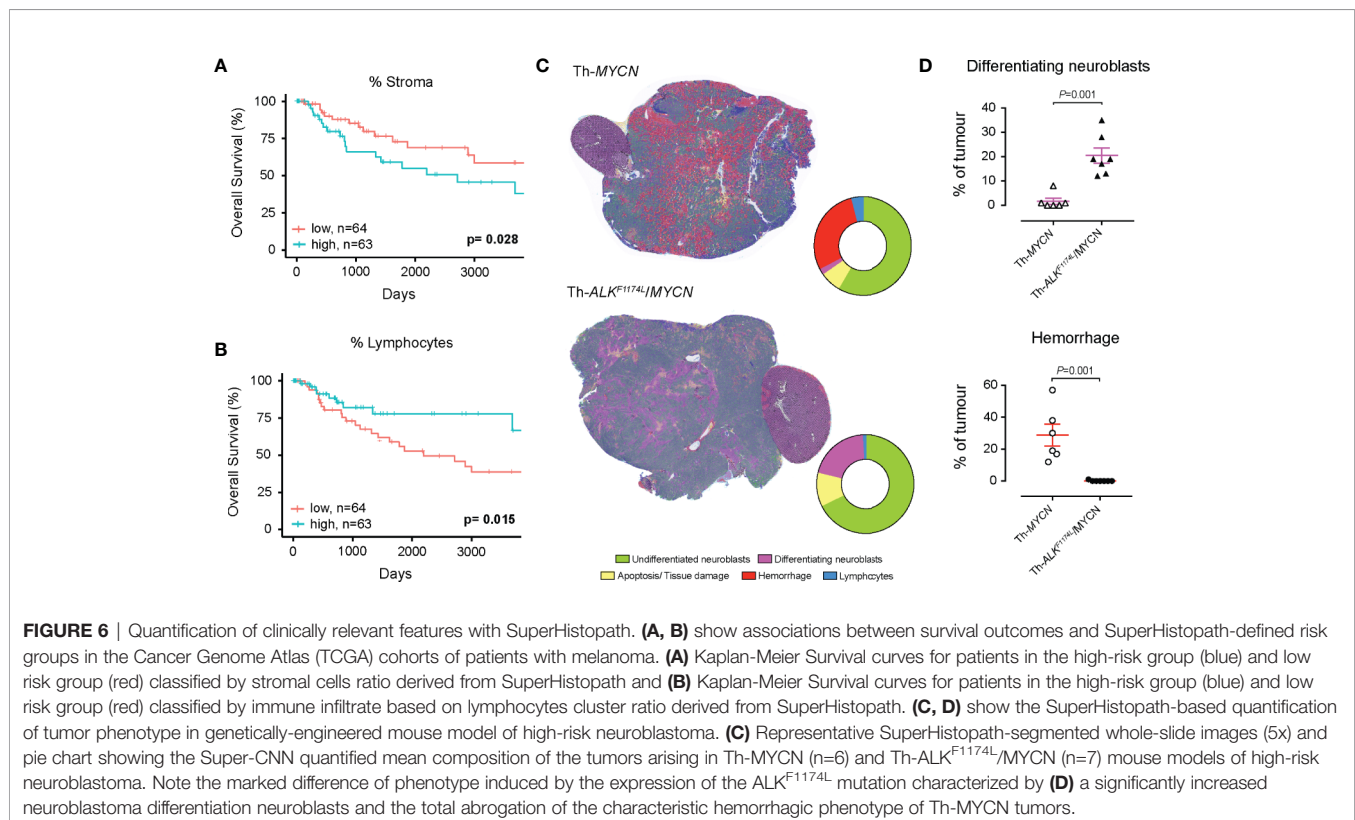 A
% Stroma
Overall Survival (%)
100
75
50
25
0
low, n=64
high, n=63
p= 0.028
0 1000 2000 3000
Days
B
% Lymphocytes
Overall Survival (%)
100
75
50
25
0
low, n=64
high, n=63
p= 0.015
0 1000 2000 3000
Days
C
Th-MYCN
Th-ALK^F1174L/MYCN
Undifferentiated neuroblasts Differentiating neuroblasts
Apoptosis/ Tissue damage Hemorrhage Lymphocytes
D
Differentiating neuroblasts
P=0.001
% of tumour
40
30
20
10
0
Th-MYCN
Th-ALK^F1174L/MYCN
Hemorrhage
P=0.001
% of tumour
60
40
20
0
Th-MYCN
Th-ALK^F1174L/MYCN
FIGURE 6 | Quantification of clinically relevant features with SuperHistopath. (A, B) show associations between survival outcomes and SuperHistopath-defined risk
groups in the Cancer Genome Atlas (TCGA) cohorts of patients with melanoma. (A) Kaplan-Meier Survival curves for patients in the high-risk group (blue) and low
risk group (red) classified by stromal cells ratio derived from SuperHistopath and (B) Kaplan-Meier Survival curves for patients in the high-risk group (blue) and low
risk group (red) classified by immune infiltrate based on lymphocytes cluster ratio derived from SuperHistopath. (C, D) show the SuperHistopath-based quantification
of tumor phenotype in genetically-engineered mouse model of high-risk neuroblastoma. (C) Representative SuperHistopath-segmented whole-slide images (5x) and
pie chart showing the Super-CNN quantified mean composition of the tumors arising in Th-MYCN (n=6) and Th-ALK^F1174L/MYCN (n=7) mouse models of high-risk
neuroblastoma. Note the marked difference of phenotype induced by the expression of the ALK^F1174L mutation characterized by (D) a significantly increased
neuroblastoma differentiation neuroblasts and the total abrogation of the characteristic hemorrhagic phenotype of Th-MYCN tumors.